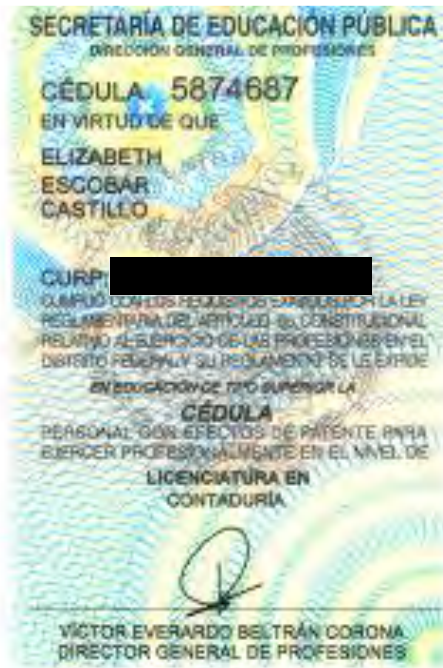 SECRETARÍA DE EDUCACIÓN PÚBLICA
DIRECCIÓN GENERAL DE PROFESIONES
CÉDULA 5874687
EN VIRTUD DE QUE
ELIZABETH
ESCOBAR
CASTILLO
CURP:
CUMPLIÓ CON LOS REQUISITOS EXIGIDOS POR LA LEY
REGLAMENTARIA DEL ARTÍCULO 5o. CONSTITUCIONAL
RELATIVO AL EJERCICIO DE LAS PROFESIONES EN EL
DISTRITO FEDERAL Y SU REGLAMENTO SE LE EXPIDE
EN EDUCACIÓN DE TIPO SUPERIOR LA
CÉDULA
PERSONAL CON EFECTOS DE PATENTE PARA
EJERCER PROFESIONALMENTE EN EL NIVEL DE
LICENCIATURA EN
CONTADURÍA
VÍCTOR EVERARDO BELTRÁN CORONA
DIRECTOR GENERAL DE PROFESIONES